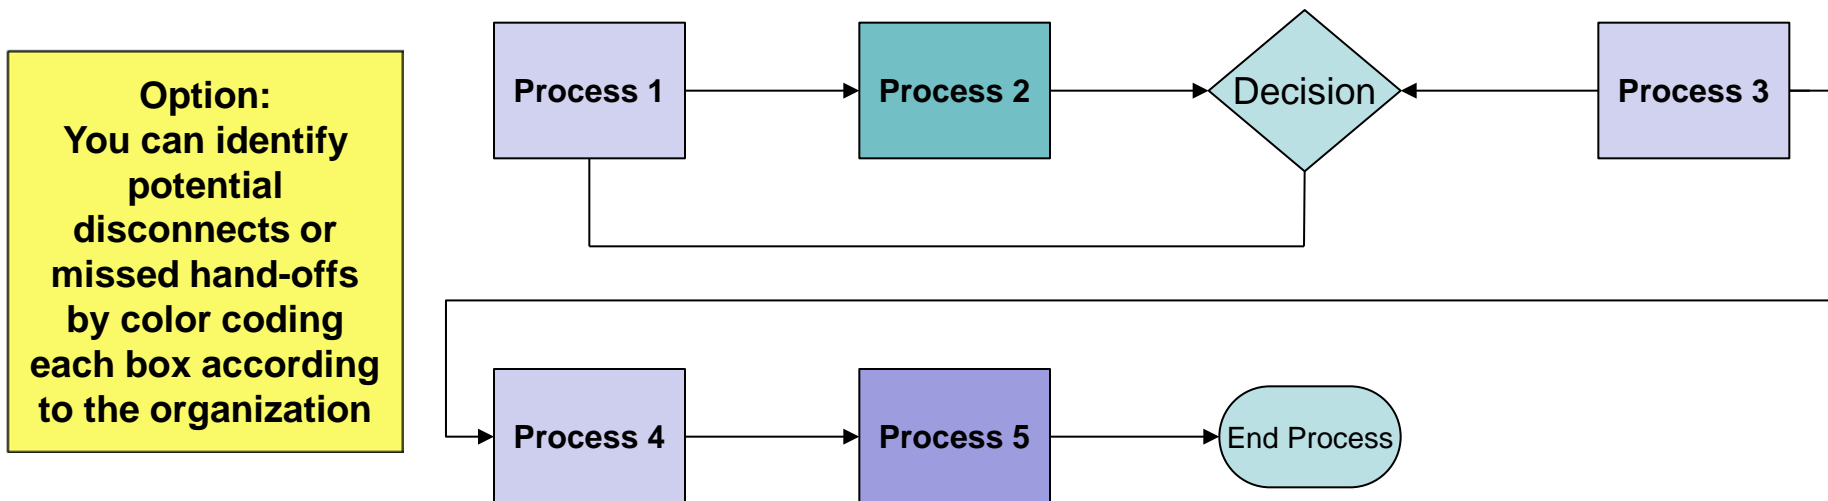 Option:
You can identify
potential
disconnects or
missed hand-offs
by color coding
each box according
to the organization
Process 1
Process 2
Decision
Process 3
Process 4
Process 5
End Process